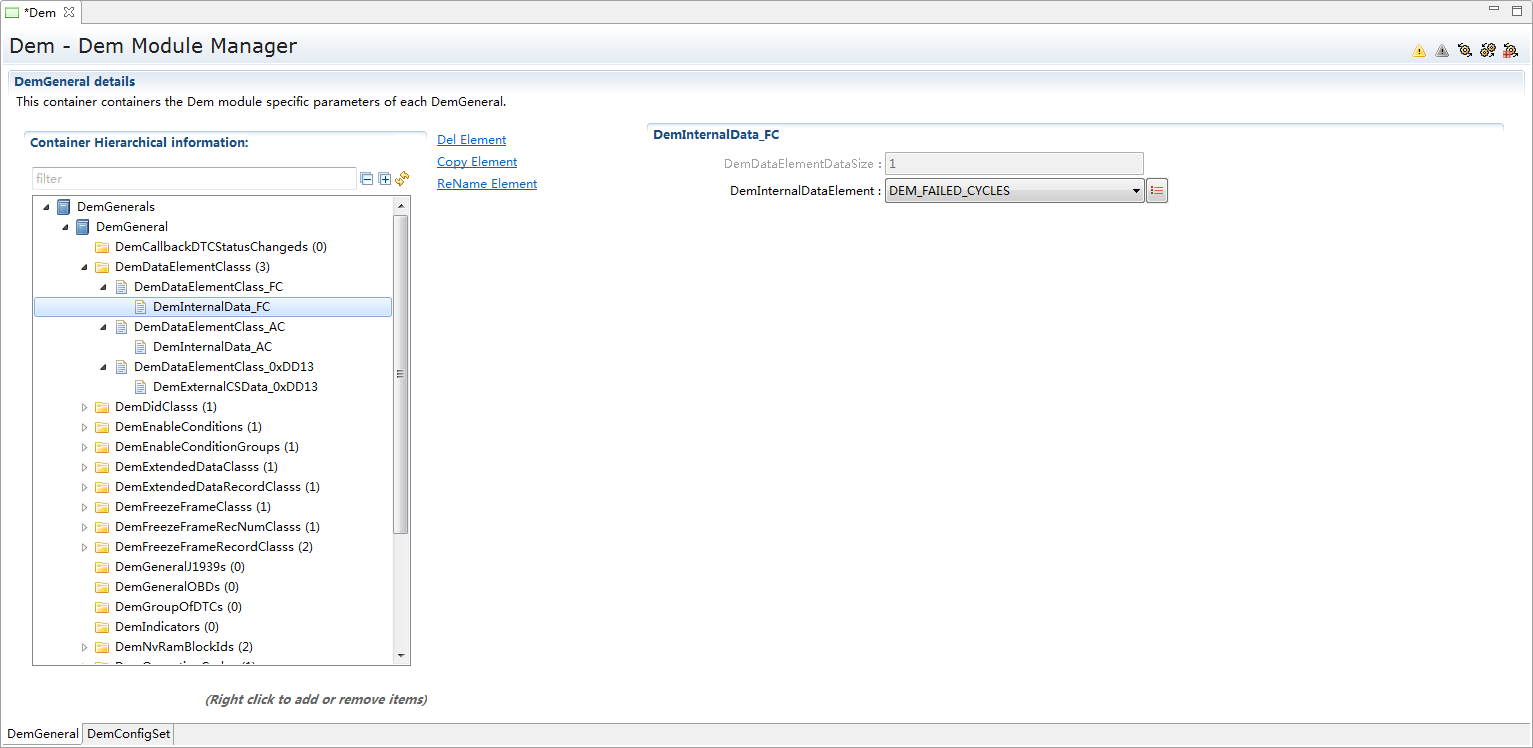 *Dem
Dem - Dem Module Manager
DemGeneral details
This container containers the Dem module specific parameters of each DemGeneral.
Container Hierarchical information:
filter
DemGenerals
DemGeneral
DemCallbackDTCStatusChangeds (0)
DemDataElementClasss (3)
DemDataElementClass_FC
DemInternalData_FC
DemDataElementClass_AC
DemInternalData_AC
DemDataElementClass_0xDD13
DemExternalCSData_0xDD13
DemDidClasss (1)
DemEnableConditions (1)
DemEnableConditionGroups (1)
DemExtendedDataClasss (1)
DemExtendedDataRecordClasss (1)
DemFreezeFrameClasss (1)
DemFreezeFrameRecNumClasss (1)
DemFreezeFrameRecordClasss (2)
DemGeneralJ1939s (0)
DemGeneralOBDs (0)
DemGroupOfDTCs (0)
DemIndicators (0)
DemNvRamBlockIds (2)
(Right click to add or remove items)
Del Element
Copy Element
ReName Element
DemInternalData_FC
DemDataElementDataSize : 1
DemInternalDataElement : DEM_FAILED_CYCLES
DemGeneral DemConfigSet